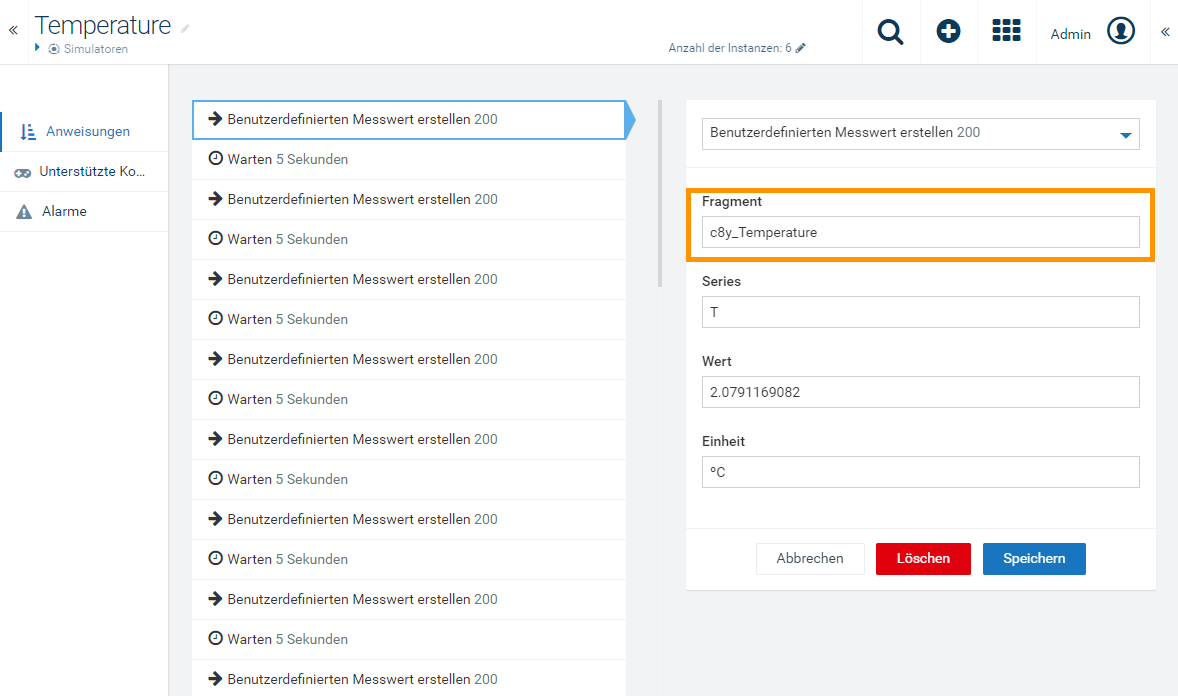 Temperature
Simulatoren
Anzahl der Instanzen: 6
Admin
Anweisungen
Unterstützte Ko...
Alarme
Benutzerdefinierten Messwert erstellen 200
Warten 5 Sekunden
Benutzerdefinierten Messwert erstellen 200
Warten 5 Sekunden
Benutzerdefinierten Messwert erstellen 200
Warten 5 Sekunden
Benutzerdefinierten Messwert erstellen 200
Warten 5 Sekunden
Benutzerdefinierten Messwert erstellen 200
Warten 5 Sekunden
Benutzerdefinierten Messwert erstellen 200
Warten 5 Sekunden
Benutzerdefinierten Messwert erstellen 200
Warten 5 Sekunden
Benutzerdefinierten Messwert erstellen 200
Benutzerdefinierten Messwert erstellen 200
Fragment
c8y_Temperature
Series
T
Wert
2.0791169082
Einheit
ºC
Abbrechen
Löschen
Speichern